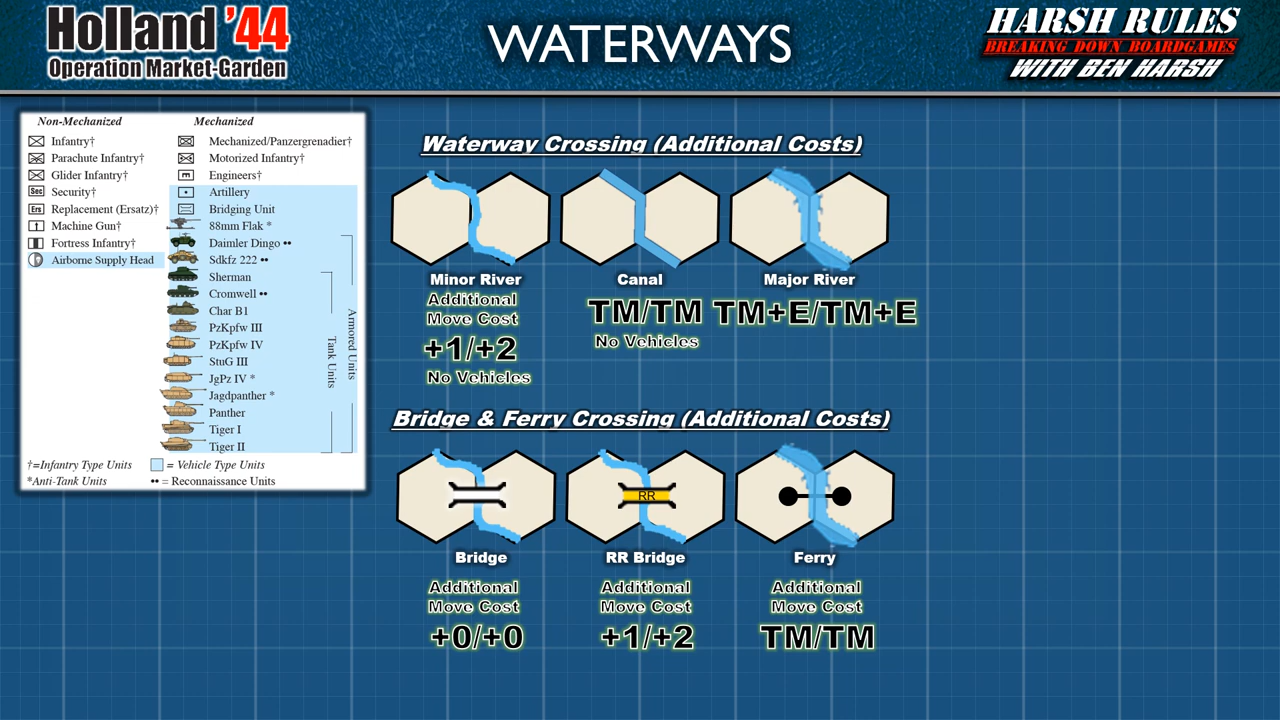 Holland '44
Operation Market-Garden
WATERWAYS
HARSH RULES
BREAKING DOWN BOARDGAMES
WITH BEN HARSH
Non-Mechanized
Infantry†
Parachute Infantry†
Glider Infantry†
Sec Security†
Ers Replacement (Ersatz)†
Machine Gun†
Fortress Infantry†
Airborne Supply Head
Mechanized
Mechanized/Panzergrenadier†
Motorized Infantry†
Engineers†
Artillery
Bridging Unit
88mm Flak *
Daimler Dingo ••
Sdkfz 222 ••
Sherman
Cromwell ••
Char B1
PzKpfw III
PzKpfw IV
StuG III
JgPz IV *
Jagdpanther *
Panther
Tiger I
Tiger II
Tank Units
Armored Units
†=Infantry Type Units
= Vehicle Type Units
*Anti-Tank Units
•• = Reconnaissance Units
Waterway Crossing (Additional Costs)
Minor River
Additional
Move Cost
+1/+2
No Vehicles
Canal
TM/TM
No Vehicles
Major River
TM+E/TM+E
Bridge & Ferry Crossing (Additional Costs)
RR
Bridge
Additional
Move Cost
+0/+0
RR Bridge
Additional
Move Cost
+1/+2
Ferry
Additional
Move Cost
TM/TM